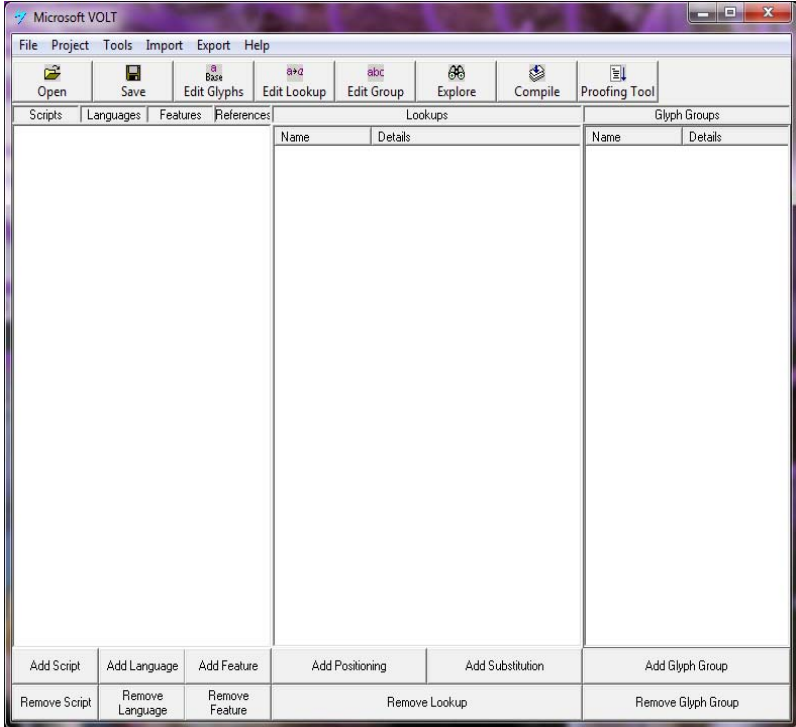 Microsoft VOLT
File Project Tools Import Export Help
a
Base
a→a
abc
Open Save Edit Glyphs Edit Lookup Edit Group Explore Compile Proofing Tool
Scripts Languages Features References Lookups Glyph Groups
Name Details Name Details
Add Script Add Language Add Feature Add Positioning Add Substitution Add Glyph Group
Remove Script Remove Language Remove Feature Remove Lookup Remove Glyph Group